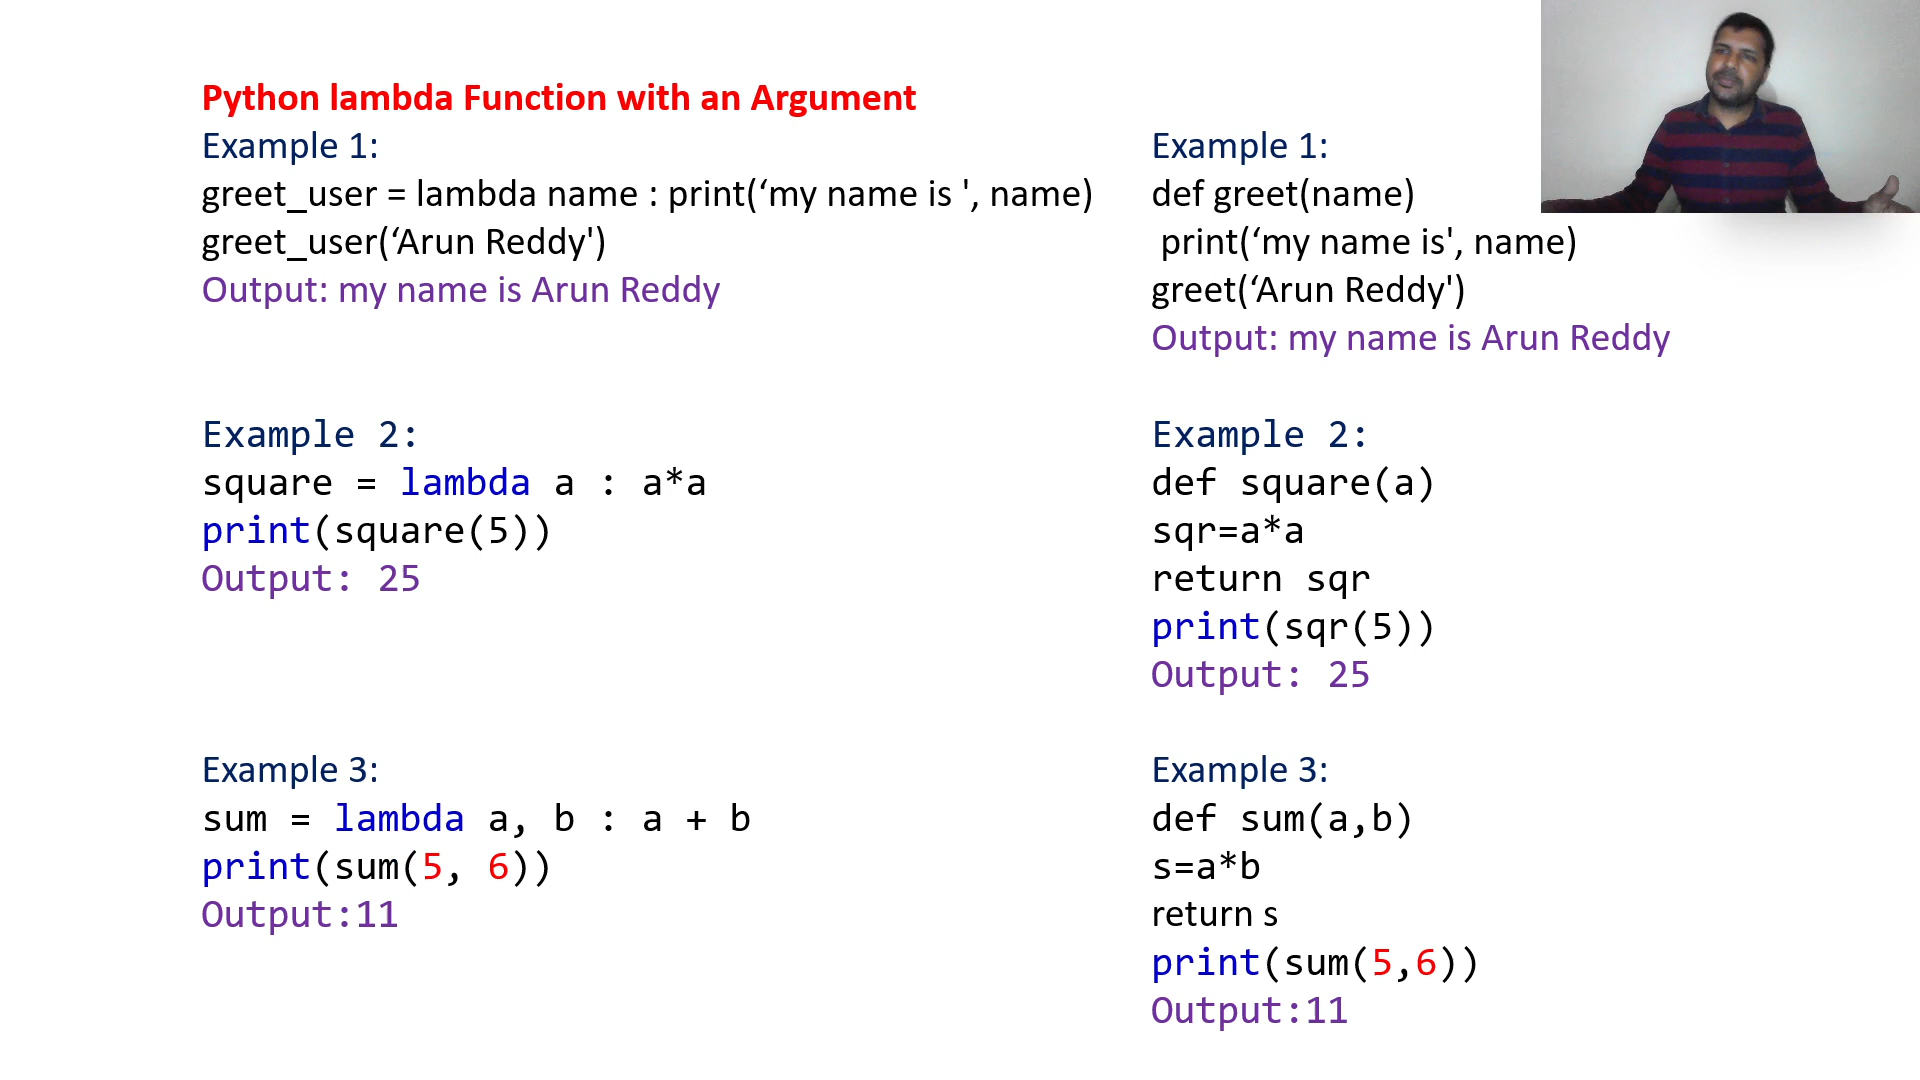 Python lambda Function with an Argument
Example 1:
greet_user = lambda name : print(‘my name is ', name)
greet_user(‘Arun Reddy')
Output: my name is Arun Reddy
Example 2:
square = lambda a : a*a
print(square(5))
Output: 25
Example 3:
sum = lambda a, b : a + b
print(sum(5, 6))
Output:11
Example 1:
def greet(name)
print(‘my name is', name)
greet(‘Arun Reddy')
Output: my name is Arun Reddy
Example 2:
def square(a)
sqr=a*a
return sqr
print(sqr(5))
Output: 25
Example 3:
def sum(a,b)
s=a*b
return s
print(sum(5,6))
Output:11